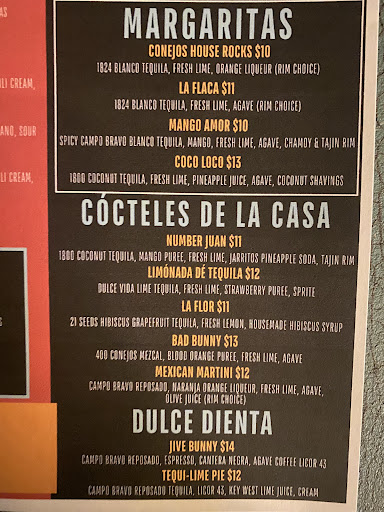 AS
MARGARITAS
CONEJOS HOUSE ROCKS $10
1824 BLANCO TEQUILA, FRESH LIME, ORANGE LIQUEUR (RIM CHOICE)
LA FLACA $11
1824 BLANCO TEQUILA, FRESH LIME, AGAVE (RIM CHOICE)
ILI CREAM,
MANGO AMOR $10
ANO, SOUR
SPICY CAMPO BRAVO BLANCO TEQUILA, MANGO, FRESH LIME, AGAVE, CHAMOY & TAJIN RIM
COCO LOCO $13
LI CREAM,
1800 COCONUT TEQUILA, FRESH LIME, PINEAPPLE JUICE, AGAVE, COCONUT SHAVINGS
CÓCTELES DE LA CASA
NUMBER JUAN $11
1800 COCONUT TEQUILA, MANGO PUREE, FRESH LIME, JARRITOS PINEAPPLE SODA, TAJIN RIM
LIMÓNADA DÉ TEQUILA $12
DULCE VIDA LIME TEQUILA, FRESH LIME, STRAWBERRY PUREE, SPRITE
LA FLOR $11
21 SEEDS HIBISCUS GRAPEFRUIT TEQUILA, FRESH LEMON, HOUSEMADE HIBISCUS SYRUP
S
BAD BUNNY $13
400 CONEJOS MEZCAL, BLOOD ORANGE PUREE, FRESH LIME, AGAVE
MEXICAN MARTINI $12
CAMPO BRAVO REPOSADO, NARANJA ORANGE LIQUEUR, FRESH LIME, AGAVE,
OLIVE JUICE (RIM CHOICE)
DULCE DIENTA
JIVE BUNNY $14
CAMPO BRAVO REPOSADO, ESPRESSO, CANTERA NEGRA, AGAVE COFFEE LICOR 43
TEQUI-LIME PIE $12
CAMPO BRAVO REPOSADO TEQUILA, LICOR 43, KEY WEST LIME JUICE, CREAM